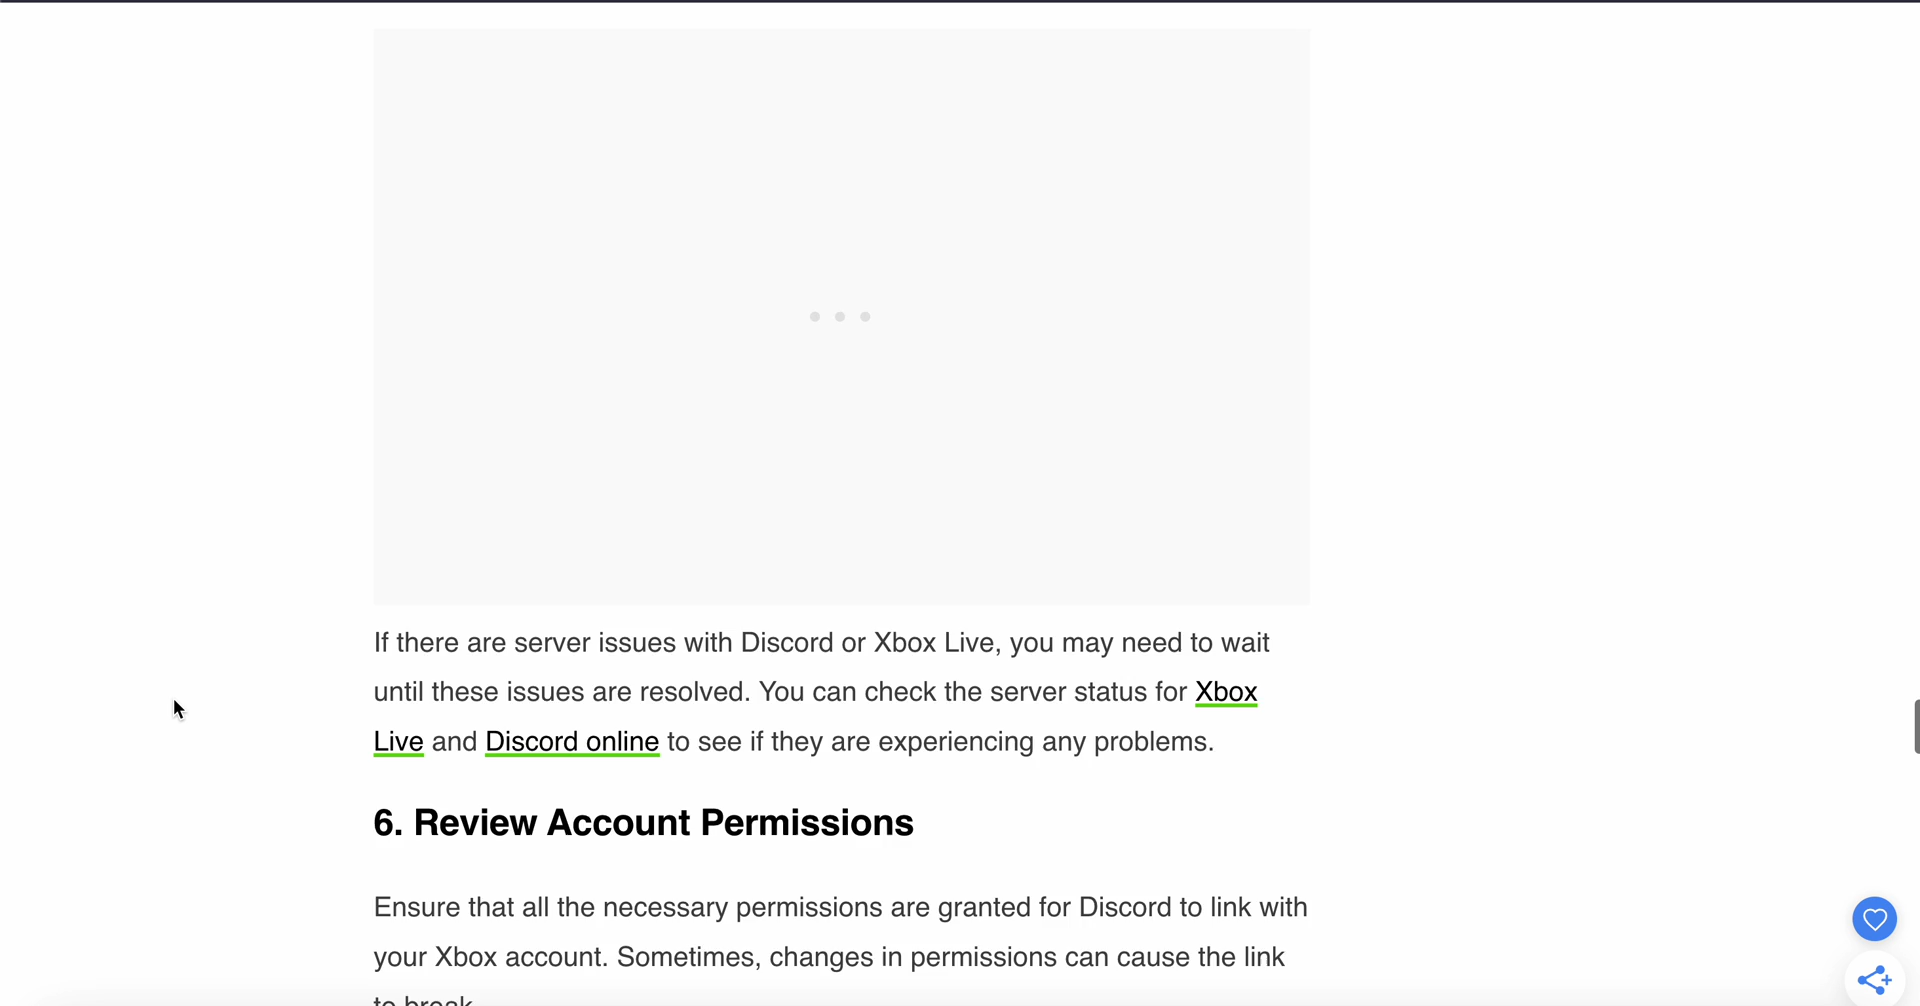 If there are server issues with Discord or Xbox Live, you may need to wait
until these issues are resolved. You can check the server status for Xbox
Live and Discord online to see if they are experiencing any problems.
6. Review Account Permissions
Ensure that all the necessary permissions are granted for Discord to link with
your Xbox account. Sometimes, changes in permissions can cause the link
to break.